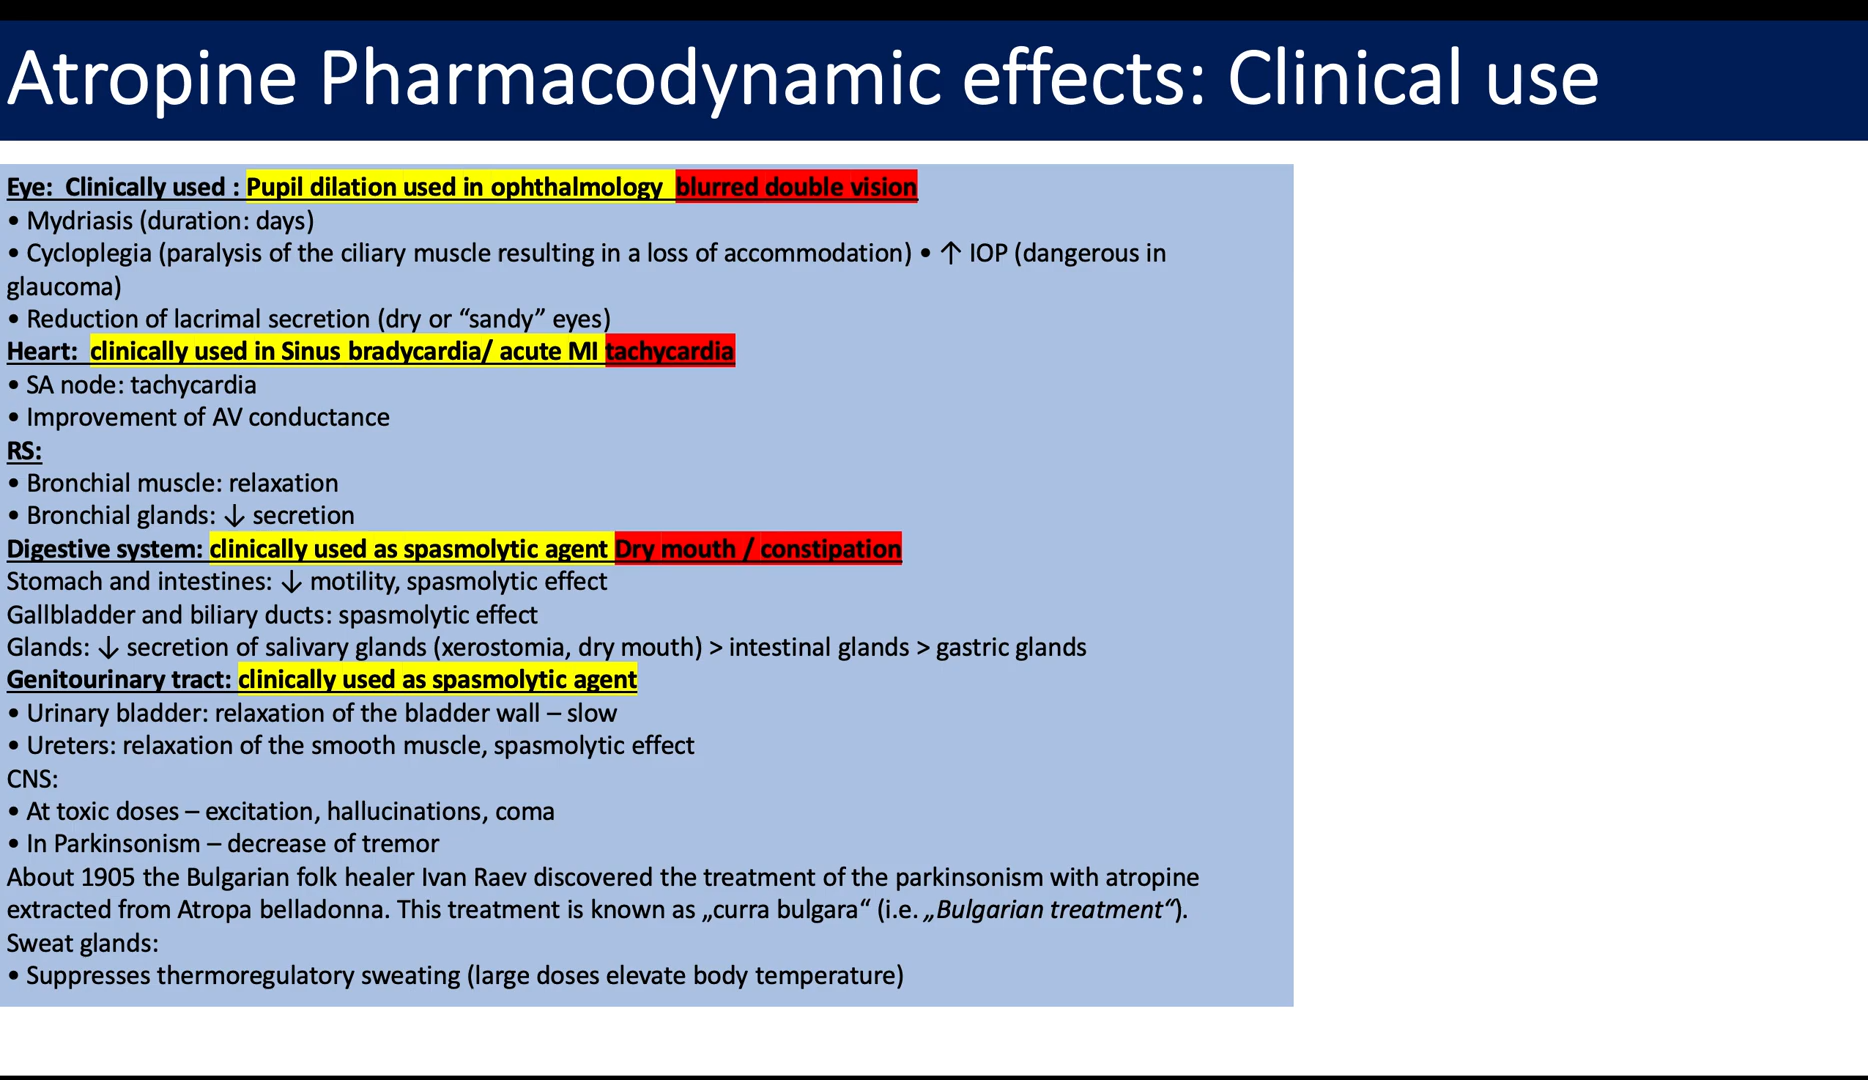 Atropine Pharmacodynamic effects: Clinical use
Eye: Clinically used : Pupil dilation used in ophthalmology blurred double vision
• Mydriasis (duration: days)
• Cycloplegia (paralysis of the ciliary muscle resulting in a loss of accommodation) • ↑ IOP (dangerous in
glaucoma)
• Reduction of lacrimal secretion (dry or “sandy” eyes)
Heart: clinically used in Sinus bradycardia/ acute MI tachycardia
• SA node: tachycardia
• Improvement of AV conductance
RS:
• Bronchial muscle: relaxation
• Bronchial glands: ↓ secretion
Digestive system: clinically used as spasmolytic agent Dry mouth / constipation
Stomach and intestines: ↓ motility, spasmolytic effect
Gallbladder and biliary ducts: spasmolytic effect
Glands: ↓ secretion of salivary glands (xerostomia, dry mouth) > intestinal glands > gastric glands
Genitourinary tract: clinically used as spasmolytic agent
• Urinary bladder: relaxation of the bladder wall – slow
• Ureters: relaxation of the smooth muscle, spasmolytic effect
CNS:
• At toxic doses – excitation, hallucinations, coma
• In Parkinsonism – decrease of tremor
About 1905 the Bulgarian folk healer Ivan Raev discovered the treatment of the parkinsonism with atropine
extracted from Atropa belladonna. This treatment is known as „curra bulgara“ (i.e. „Bulgarian treatment“).
Sweat glands:
• Suppresses thermoregulatory sweating (large doses elevate body temperature)